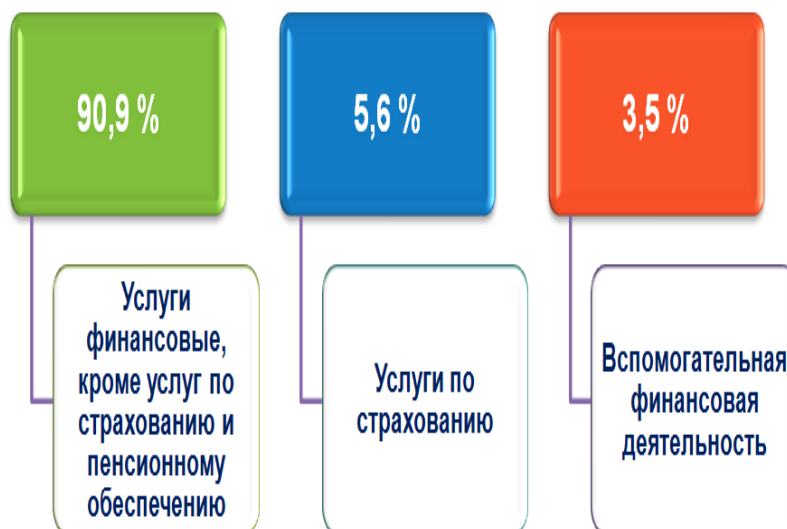 90,9 %
5,6 %
3,5 %
Услуги
финансовые,
кроме услуг по
страхованию и
пенсионному
обеспечению
Услуги по
страхованию
Вспомогательная
финансовая
деятельность